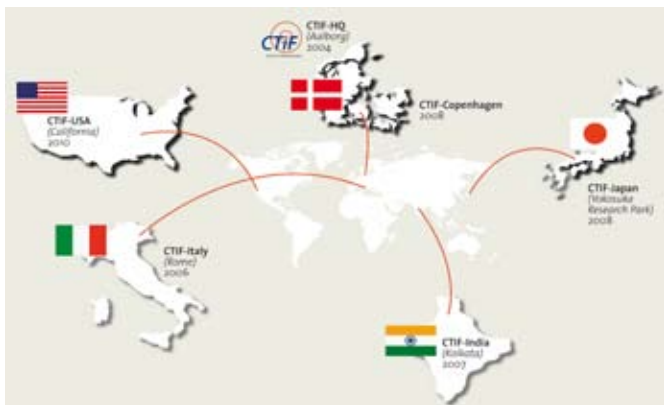 CTiF
CTiF-HQ
(Aalborg)
2004
CTIF-Copenhagen
2008
CTIF-USA
(California)
2010
CTIF-Japan
(Yokosuka
Research Park)
2008
CTIF-Italy
(Rome)
2006
CTIF-India
(Kolkata)
2007